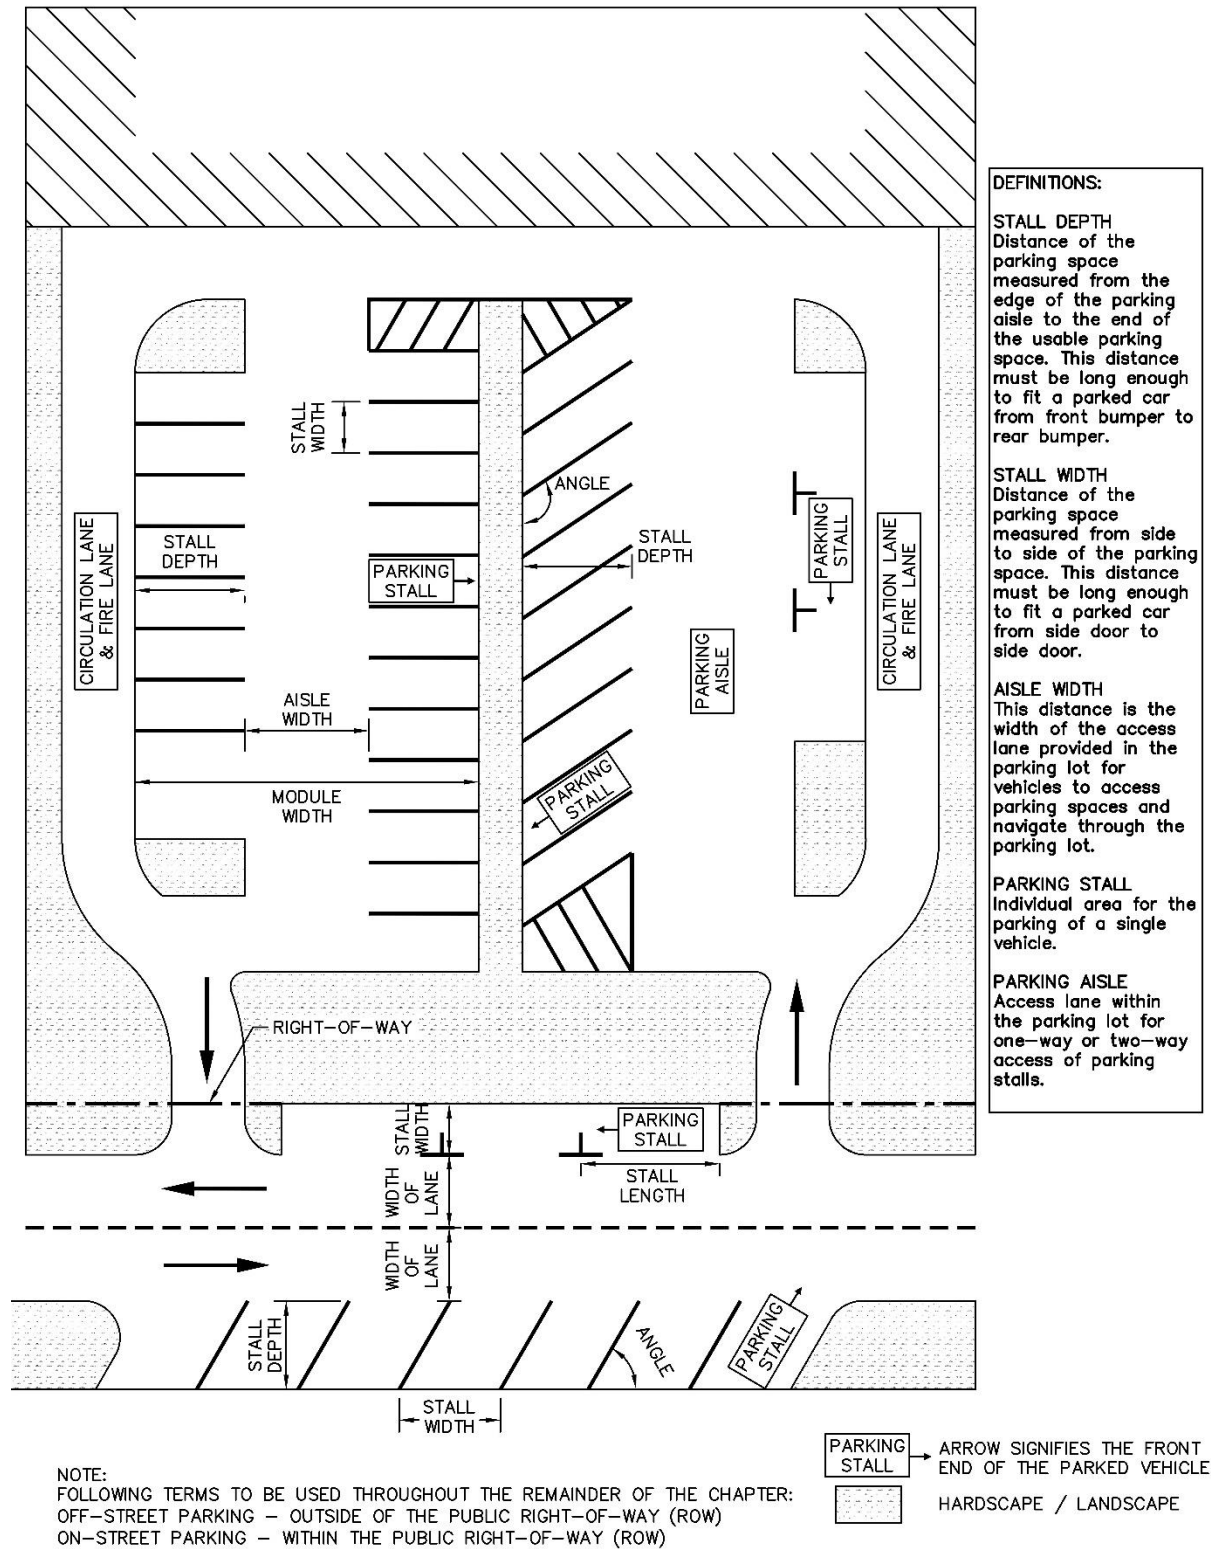 DEFINITIONS:
STALL DEPTH
Distance of the
parking space
measured from the
edge of the parking
aisle to the end of
the usable parking
space. This distance
must be long enough
to fit a parked car
from front bumper to
rear bumper.
STALL WIDTH
Distance of the
parking space
measured from side
to side of the parking
space. This distance
must be long enough
to fit a parked car
from side door to
side door.
AISLE WIDTH
This distance is the
width of the access
lane provided in the
parking lot for
vehicles to access
parking spaces and
navigate through the
parking lot.
PARKING STALL
Individual area for the
parking of a single
vehicle.
PARKING AISLE
Access lane within
the parking lot for
one-way or two-way
access of parking
stalls.
STALL
WIDTH
ANGLE
CIRCULATION LANE
& FIRE LANE
STALL
DEPTH
PARKING
STALL
STALL
DEPTH
PARKING
STALL
CIRCULATION LANE
& FIRE LANE
PARKING
AISLE
AISLE
WIDTH
MODULE
WIDTH
PARKING
STALL
RIGHT-OF-WAY
STALL
WIDTH
PARKING
STALL
STALL
LENGTH
WIDTH
OF
LANE
WIDTH
OF
LANE
STALL
DEPTH
ANGLE
PARKING
STALL
STALL
WIDTH
PARKING
STALL
ARROW SIGNIFIES THE FRONT
END OF THE PARKED VEHICLE
HARDSCAPE / LANDSCAPE
NOTE:
FOLLOWING TERMS TO BE USED THROUGHOUT THE REMAINDER OF THE CHAPTER:
OFF-STREET PARKING - OUTSIDE OF THE PUBLIC RIGHT-OF-WAY (ROW)
ON-STREET PARKING - WITHIN THE PUBLIC RIGHT-OF-WAY (ROW)